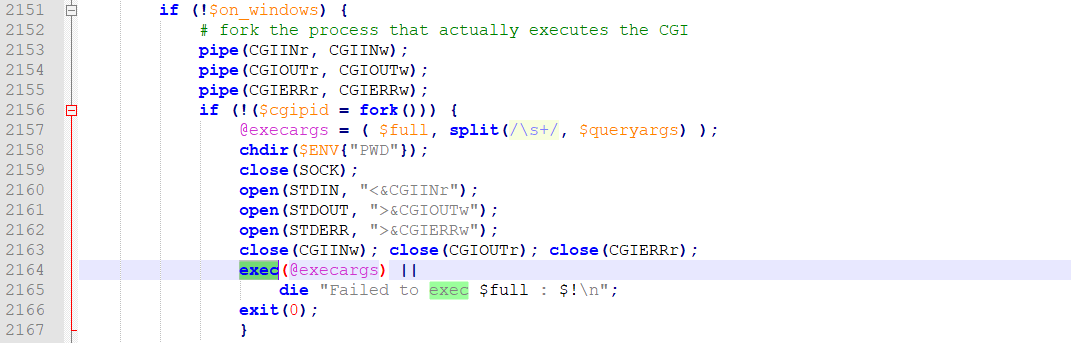 2151 if (!$on_windows) {
2152 # fork the process that actually executes the CGI
2153 pipe(CGIINr, CGIINw);
2154 pipe(CGIOUTr, CGIOUTw);
2155 pipe(CGIERRr, CGIERRw);
2156 if (!($cgipid = fork())) {
2157 @execargs = ( $full, split(/\s+/, $queryargs) );
2158 chdir($ENV{"PWD"});
2159 close(SOCK);
2160 open(STDIN, "<&CGIINr");
2161 open(STDOUT, ">&CGIOUTw");
2162 open(STDERR, ">&CGIERRw");
2163 close(CGIINw); close(CGIOUTr); close(CGIERRr);
2164 exec(@execargs) ||
2165 die "Failed to exec $full : $!\n";
2166 exit(0);
2167 }